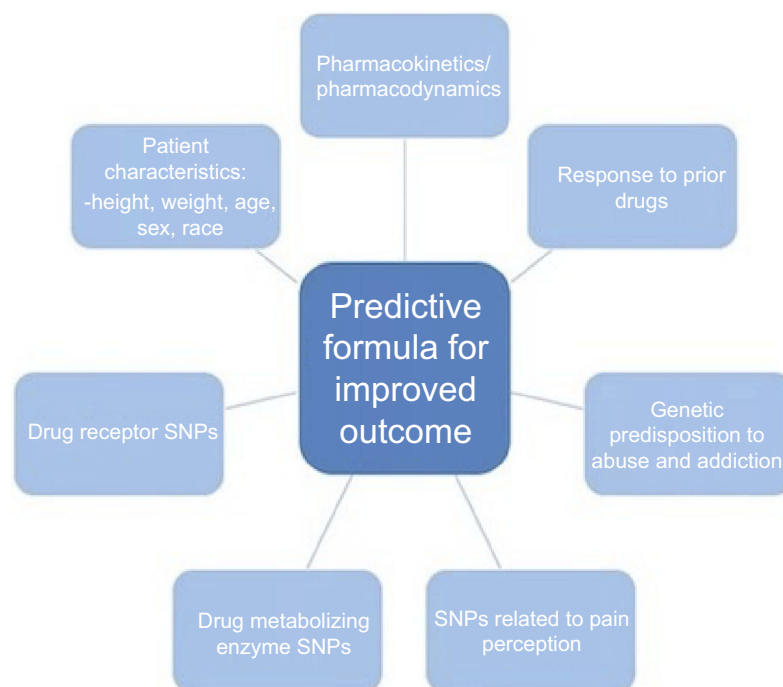 Pharmacokinetics/
pharmacodynamics
Patient
characteristics:
-height, weight, age,
sex, race
Response to prior
drugs
Predictive
formula for
improved
outcome
Drug receptor SNPs
Genetic
predisposition to
abuse and addiction
Drug metabolizing
enzyme SNPs
SNPs related to pain
perception